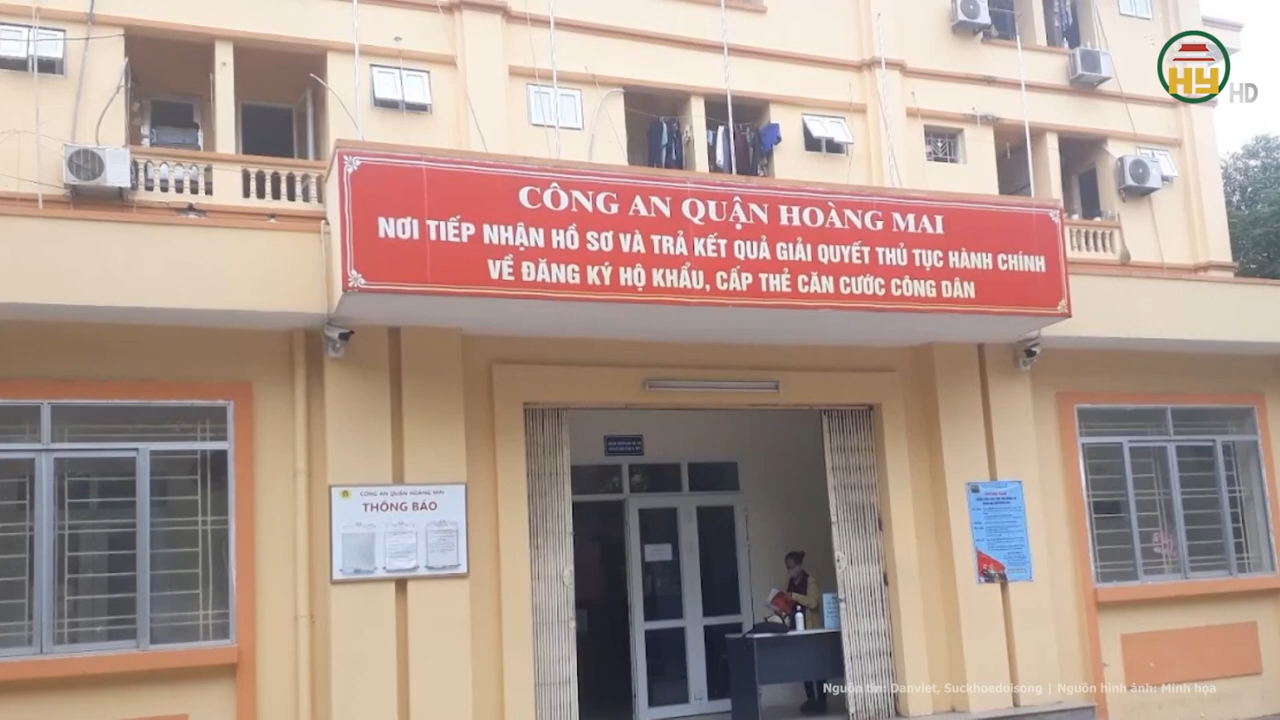 HY HD
CÔNG AN QUẬN HOÀNG MAI
NƠI TIẾP NHẬN HỒ SƠ VÀ TRẢ KẾT QUẢ GIẢI QUYẾT THỦ TỤC HÀNH CHÍNH
VỀ ĐĂNG KÝ HỘ KHẨU, CẤP THẺ CĂN CƯỚC CÔNG DÂN
CÔNG AN QUẬN HOÀNG MAI
THÔNG BÁO
Nguồn tin: Danviet, Suckhoedoisong | Nguồn hình ảnh: Minh họa